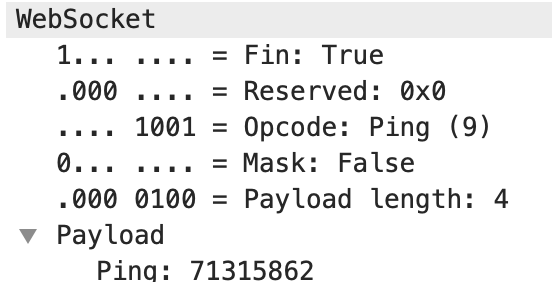 WebSocket
1... .... = Fin: True
.000 .... = Reserved: 0x0
.... 1001 = Opcode: Ping (9)
0... .... = Mask: False
.000 0100 = Payload length: 4
Payload
Ping: 71315862